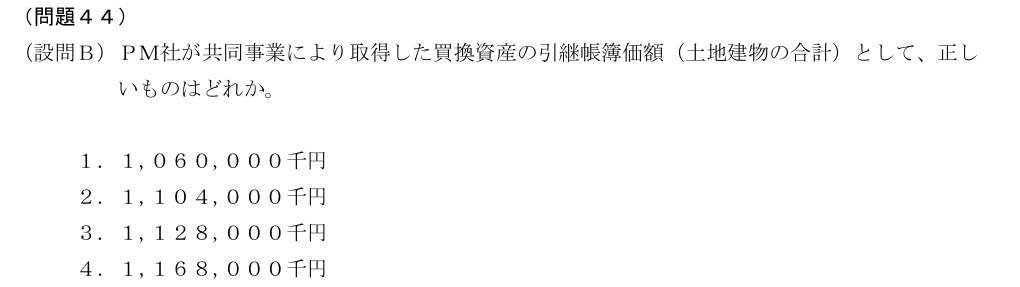 （問題４４）
（設問Ｂ）ＰＭ社が共同事業により取得した買換資産の引継帳簿価額（土地建物の合計）として、正し
いものはどれか。
１．１,０６０,０００千円
２．１,１０４,０００千円
３．１,１２８,０００千円
４．１,１６８,０００千円